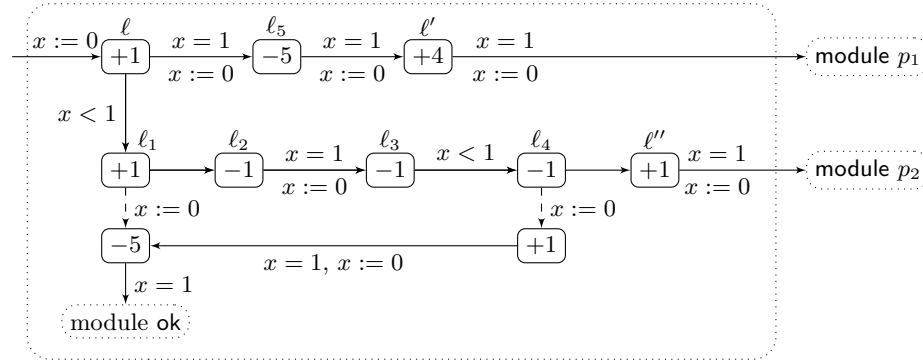 ℓ ℓ₅ ℓ′
x := 0 +1 x = 1 x := 0 −5 x = 1 x := 0 +4 x = 1 x := 0 module p₁
x < 1
ℓ₁ ℓ₂ ℓ₃ ℓ₄ ℓ″
+1 −1 x = 1 x := 0 −1 x < 1 −1 +1 x = 1 x := 0 module p₂
x := 0 x := 0
−5 x = 1, x := 0 +1
x = 1
module ok